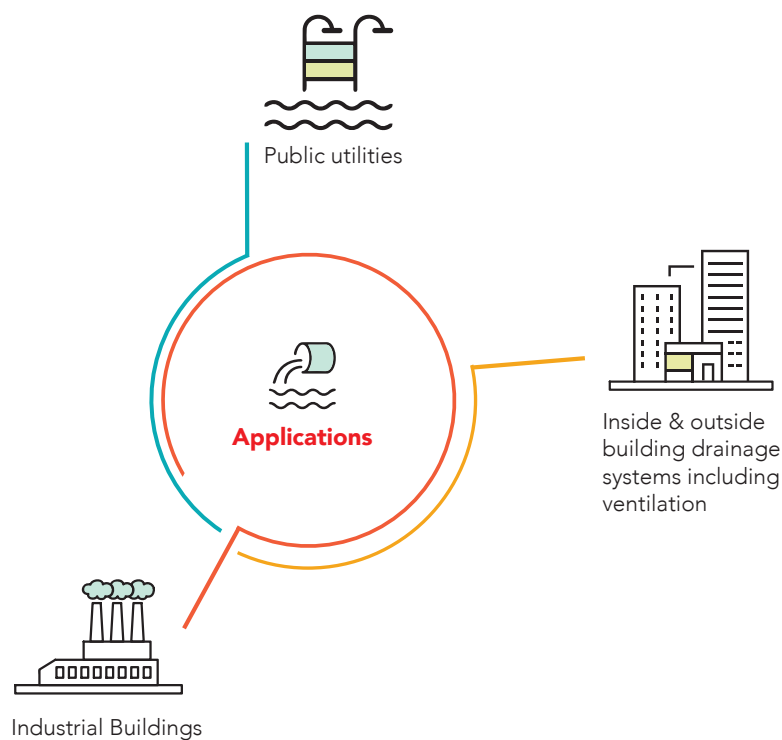 Public utilities
Applications
Inside & outside
building drainage
systems including
ventilation
Industrial Buildings